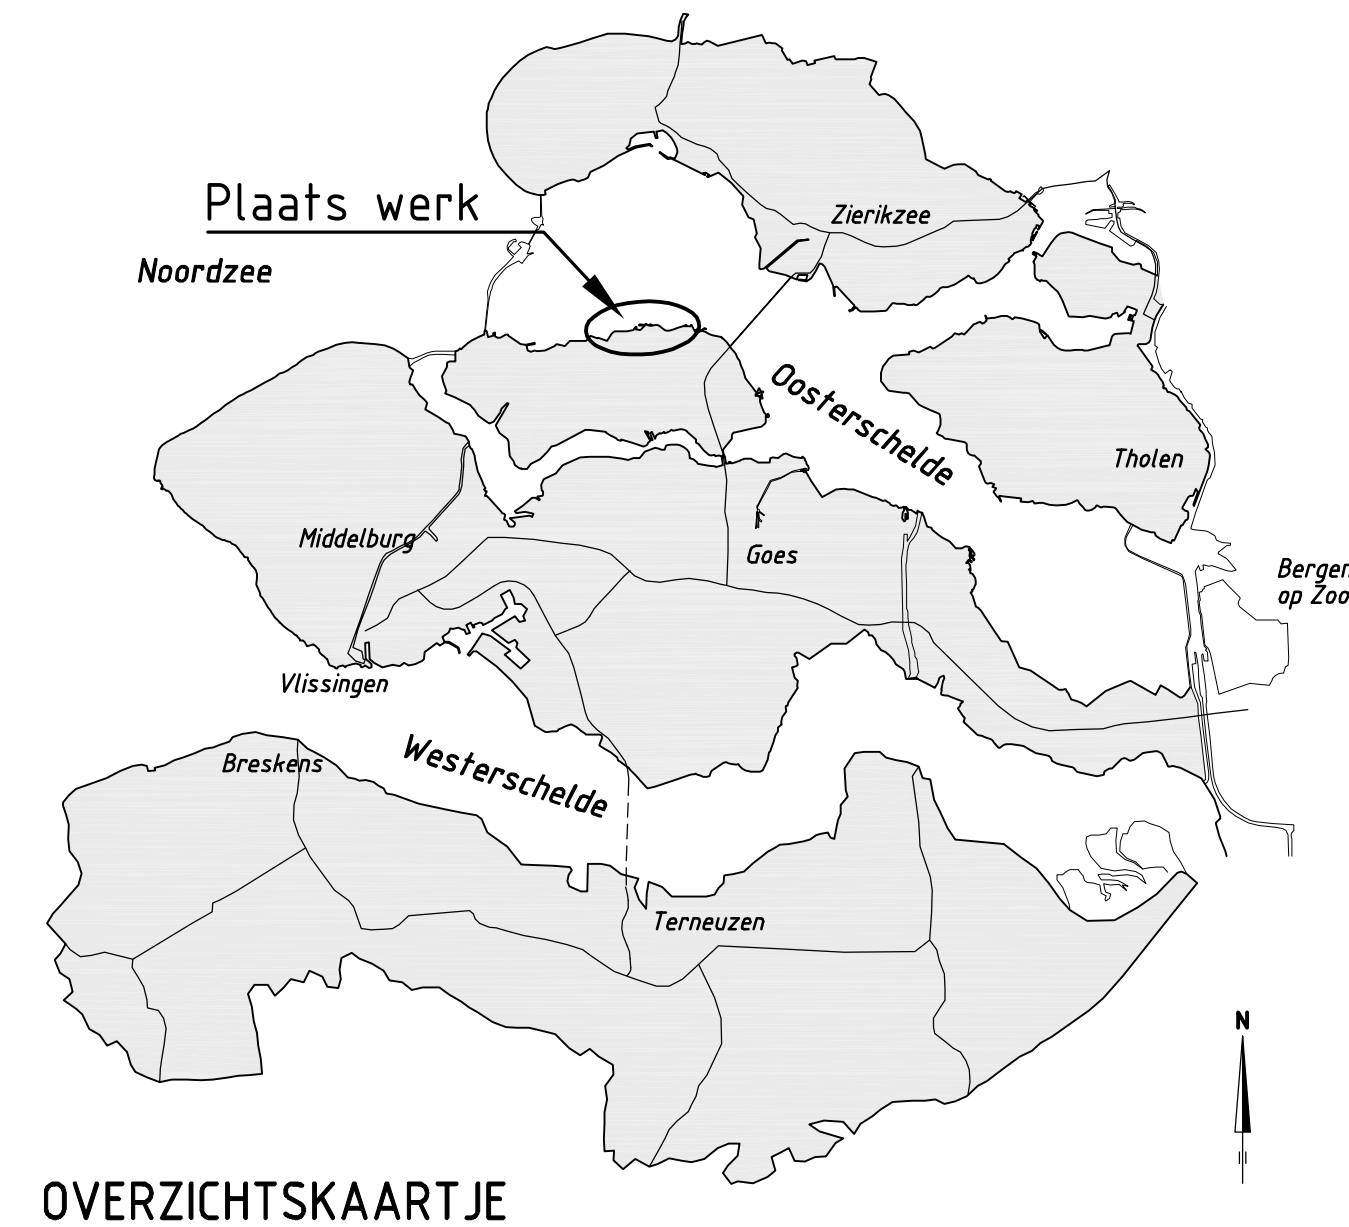 Plaats werk
Zierikzee
Noordzee
Oosterschelde
Tholen
Middelburg
Goes
Bergen
op Zoo
Vlissingen
Westerschelde
Breskens
Terneuzen
N
OVERZICHTSKAARTJE